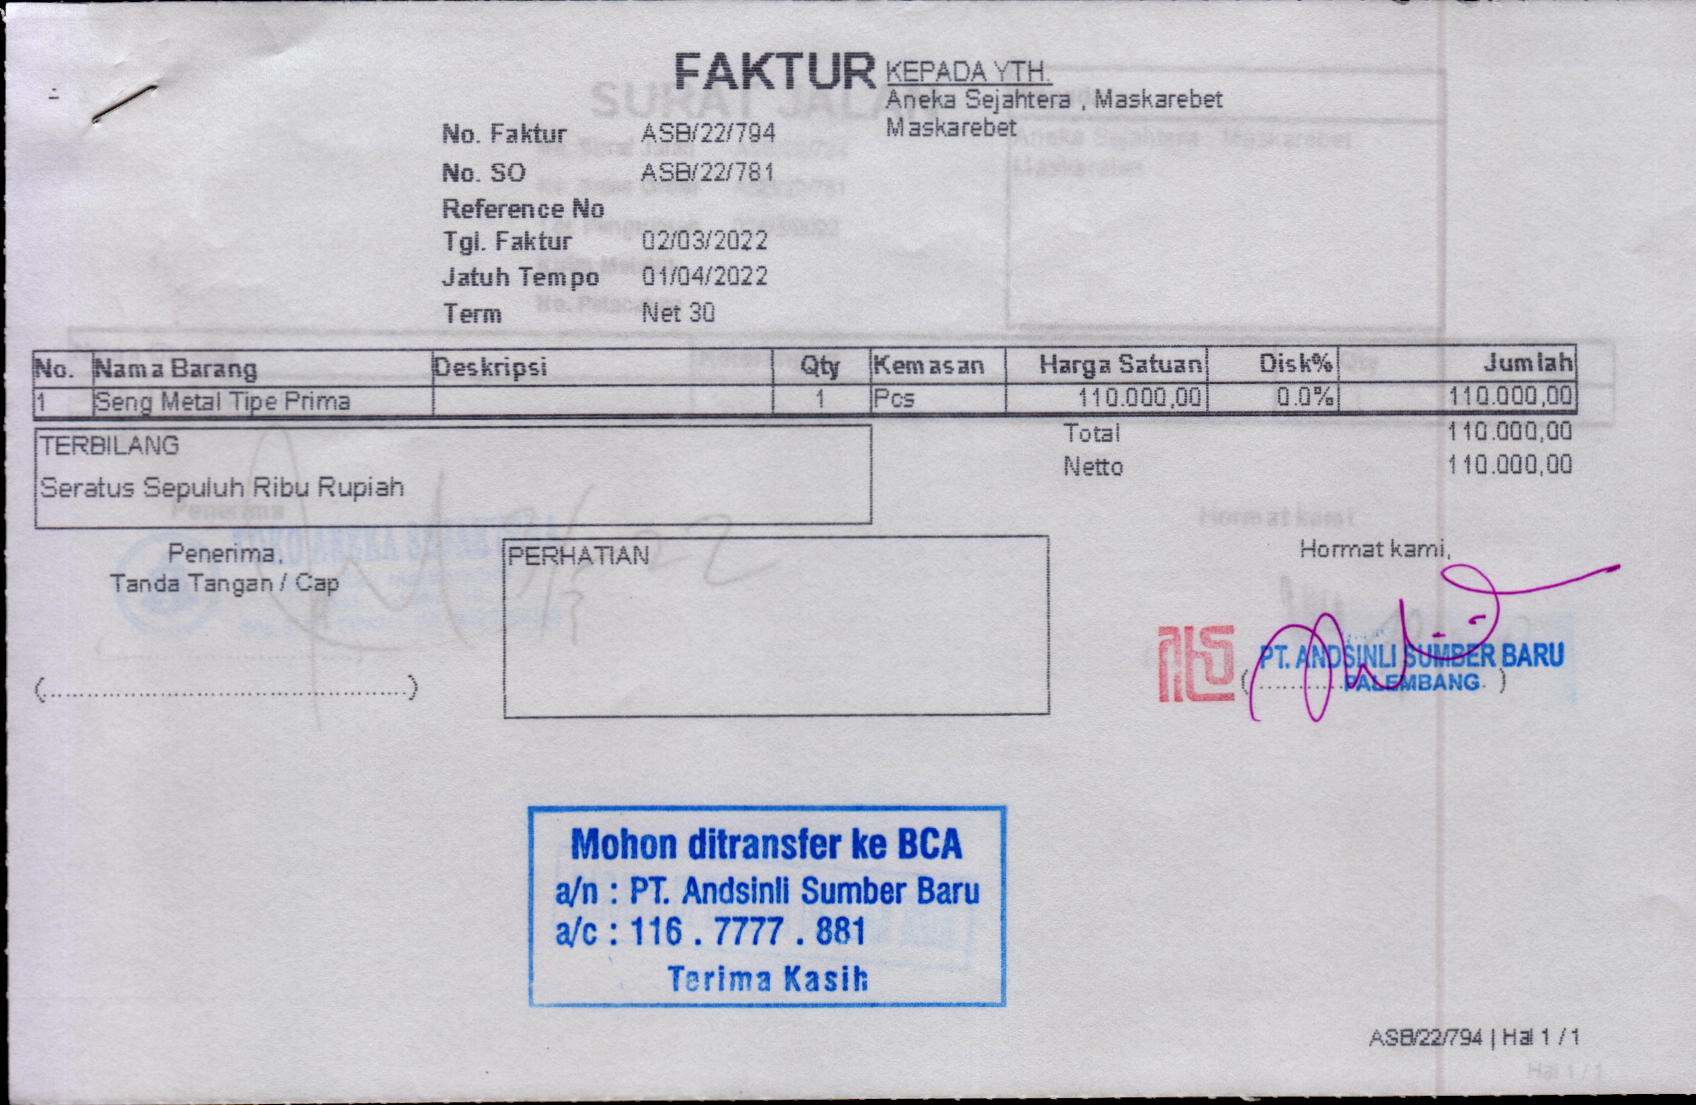 FAKTUR
KEPADA YTH.
Aneka Sejahtera , Maskarebet
Maskarebet
No. Faktur ASB/22/794
No. SO ASB/22/781
Reference No
Tgl. Faktur 02/03/2022
Jatuh Tempo 01/04/2022
Term Net 30
No. Nama Barang Deskripsi Qty Kemasan Harga Satuan Disk% Jumlah
1 Seng Metal Tipe Prima 1 Pcs 110.000,00 0.0% 110.000,00
Total 110.000,00
Netto 110.000,00
TERBILANG
Seratus Sepuluh Ribu Rupiah
Penerima,
Tanda Tangan / Cap
(..........................................)
PERHATIAN
Hormat kami,
PT. ANDSINLI SUMBER BARU
PALEMBANG
Mohon ditransfer ke BCA
a/n : PT. Andsinli Sumber Baru
a/c : 116 . 7777 . 881
Terima Kasih
ASB/22/794 | Hal 1 / 1
Hal 1 / 1